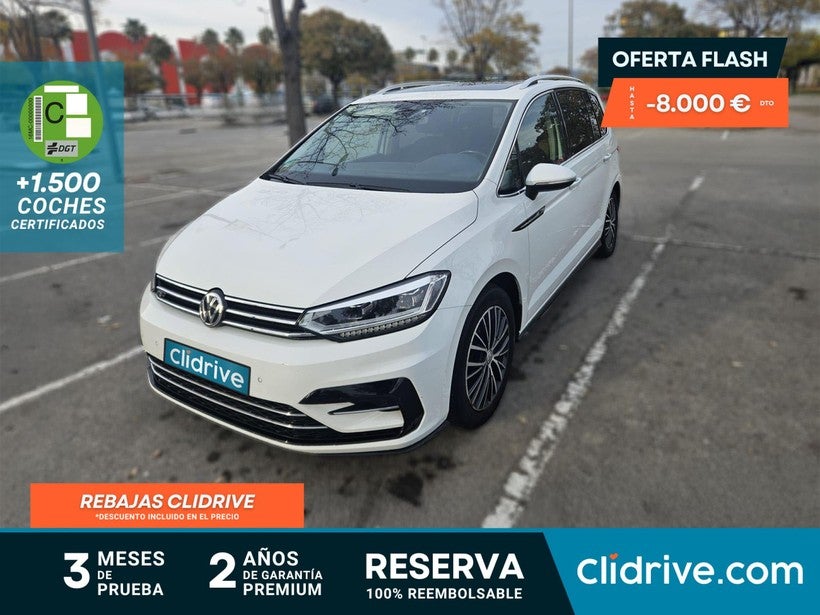 OFERTA FLASH
HASTA
-8.000 € DTO
C
DGT
+1.500
COCHES
CERTIFICADOS
clidrive
REBAJAS CLIDRIVE
*DESCUENTO INCLUIDO EN EL PRECIO
3 MESES
DE
PRUEBA
2 AÑOS
DE GARANTÍA
PREMIUM
RESERVA
100% REEMBOLSABLE
Clidrive.com